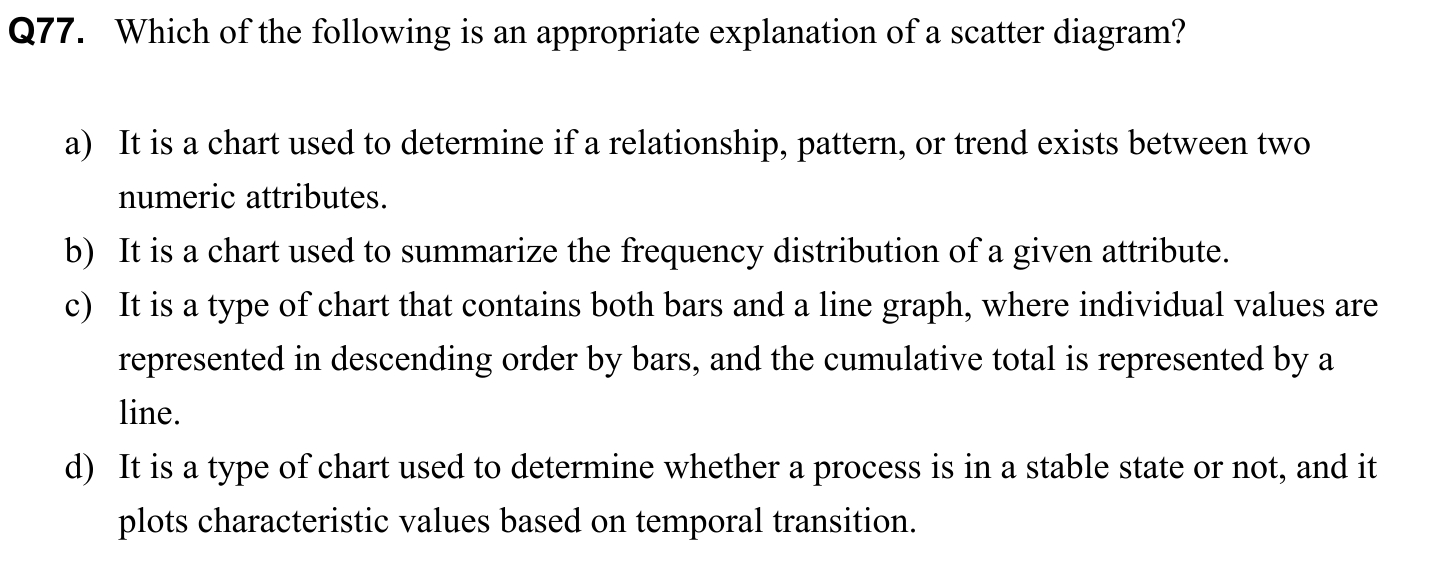 Q77. Which of the following is an appropriate explanation of a scatter diagram?
a) It is a chart used to determine if a relationship, pattern, or trend exists between two
numeric attributes.
b) It is a chart used to summarize the frequency distribution of a given attribute.
c) It is a type of chart that contains both bars and a line graph, where individual values are
represented in descending order by bars, and the cumulative total is represented by a
line.
d) It is a type of chart used to determine whether a process is in a stable state or not, and it
plots characteristic values based on temporal transition.